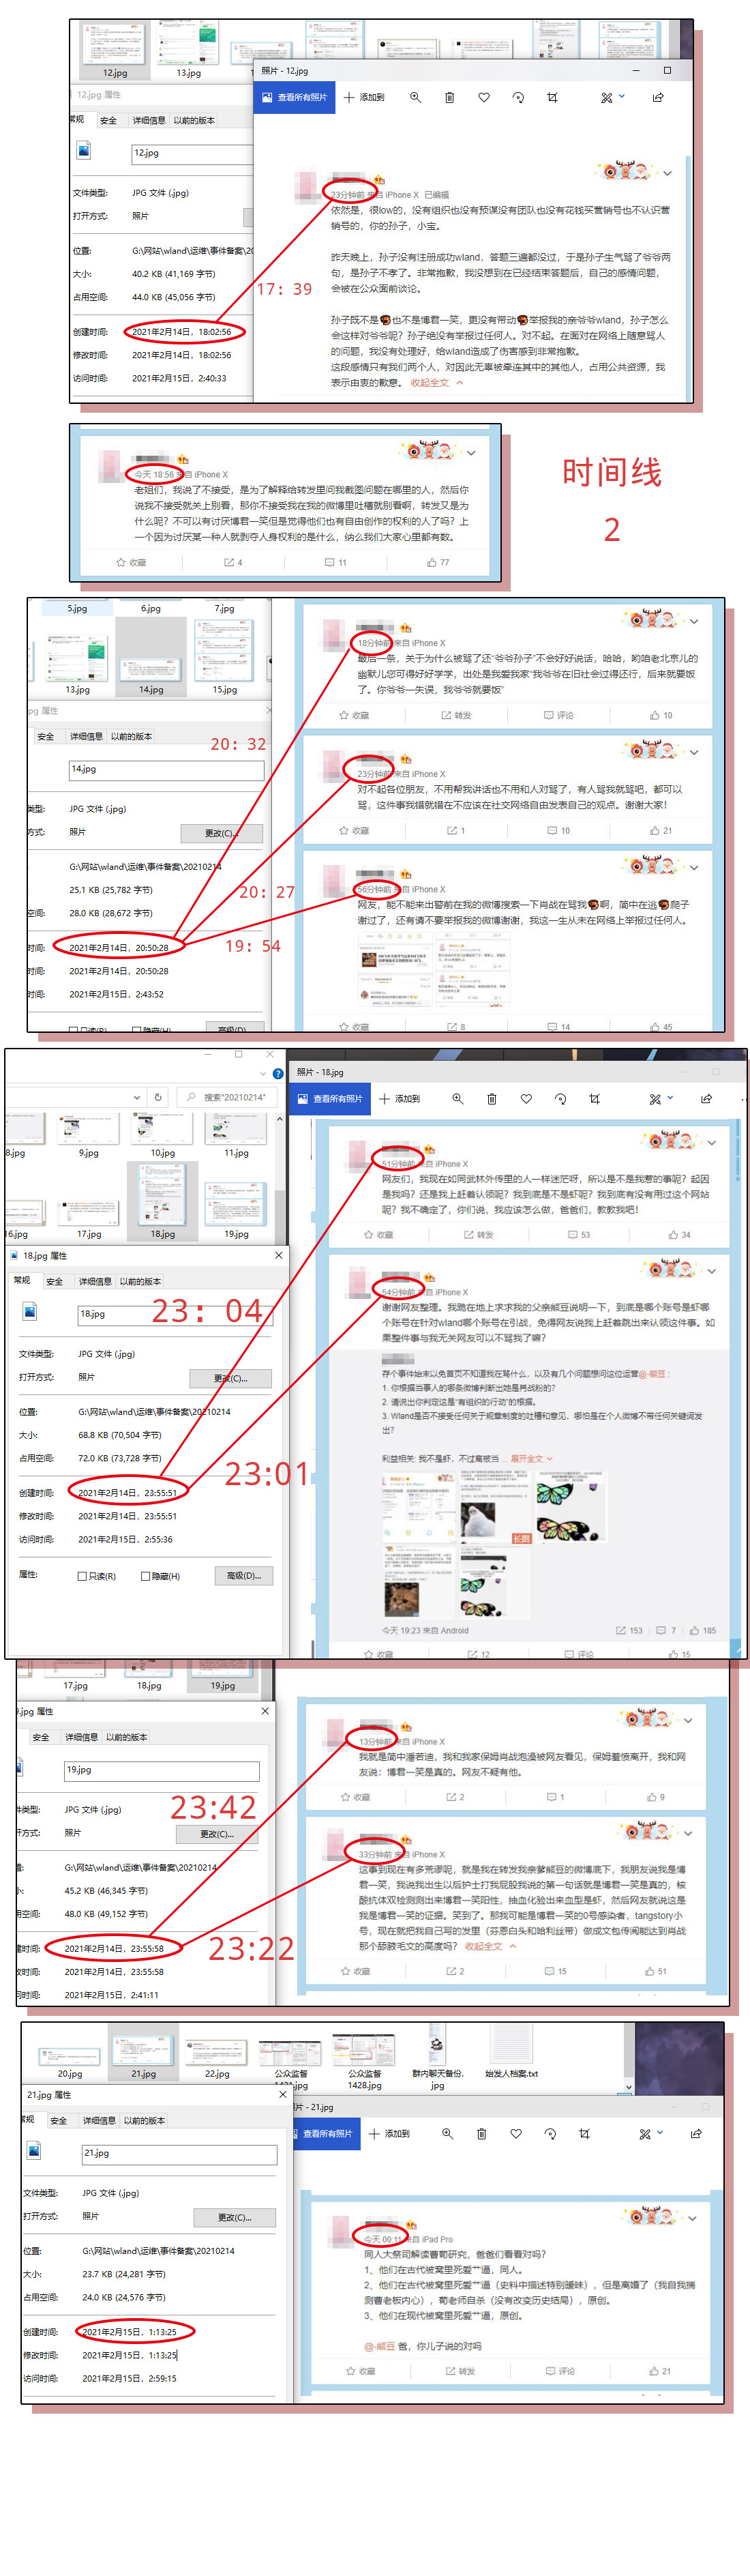 12.jpg
13.jpg
照片 - 12.jpg
查看所有照片
添加到
12.jpg 属性
常规
安全
详细信息
以前的版本
12.jpg
文件类型:
JPG 文件 (.jpg)
打开方式:
照片
位置:
G:\网站\wland\运维\事件备案\20
大小:
40.2 KB (41,169 字节)
占用空间:
44.0 KB (45,056 字节)
创建时间:
2021年2月14日，18:02:56
修改时间:
2021年2月14日，18:02:56
访问时间:
2021年2月15日，2:40:33
17: 39
23分钟前 来自 iPhone X 已编辑
依然是，很low的，没有组织也没有预谋没有团队也没有花钱买营销号也不认识营
销号的，你的孙子，小宝。
昨天晚上，孙子没有注册成功wland，答题三遍都没过，于是孙子生气骂了爷爷两
句，是孙子不孝了。非常抱歉，我没想到在已经结束答题后，自己的感情问题，
会被在公众面前谈论。
孙子既不是🦐也不是博君一笑，更没有带动🦐举报我的亲爷爷wland，孙子怎么
会这样对爷爷呢？孙子绝没有举报过任何人。对不起。在面对在网络上随意骂人
的问题，我没有处理好，给wland造成了伤害感到非常抱歉。
这段感情只有我们两个人，对因此无辜被牵连其中的其他人，占用公共资源，我
表示由衷的歉意。 收起全文
今天 18:56 来自 iPhone X
老姐们，我说了不接受，是为了解释给转发里问我截图问题在哪里的人，然后你
说我不接受就关上别看，那你不接受我在我的微博里吐槽就别看啊，转发又是为
什么呢？不可以有讨厌博君一笑但是觉得他们也有自由创作的权利的人了吗？上
一个因为讨厌某一种人就剥夺人身权利的是什么，纳么我们大家心里都有数。
收藏
4
11
77
时间线
2
5.jpg
6.jpg
7.jpg
13.jpg
14.jpg
15.jpg
pg 属性
安全
详细信息
以前的版本
14.jpg
类型:
JPG 文件 (.jpg)
方式:
照片
更改(C)...
G:\网站\wland\运维\事件备案\20210214
25.1 KB (25,782 字节)
空间:
28.0 KB (28,672 字节)
时间:
2021年2月14日，20:50:28
时间:
2021年2月14日，20:50:28
时间:
2021年2月15日，2:43:52
只读(R)
隐藏(H)
高级(D)...
20: 32
20: 27
19: 54
18分钟前 来自 iPhone X
最后一条，关于为什么被骂了还“爷爷孙子”不会好好说话，哈哈，哟咱老北京儿的
幽默儿您可得好好学学，出处是我爱我家“我爷爷在旧社会过得还行，后来就要饭
了。你爷爷一失误，我爷爷就要饭”
收藏
转发
评论
10
23分钟前 来自 iPhone X
对不起各位朋友，不用帮我讲话也不用和人对骂了，有人骂我就骂吧，都可以
骂，这件事我错就错在不应该在社交网络自由发表自己的观点。谢谢大家！
收藏
1
10
21
56分钟前 来自 iPhone X
网友，能不能来出警前在我的微博搜索一下肖战在骂我🦐啊，简中在逃🦐爬子
谢过了，还有请不要举报我的微博谢谢，我这一生从未在网络上举报过任何人。
收藏
8
14
45
搜索"20210214"
8.jpg
9.jpg
10.jpg
11.jpg
16.jpg
17.jpg
18.jpg
19.jpg
照片 - 18.jpg
查看所有照片
添加到
18.jpg 属性
常规
安全
详细信息
以前的版本
18.jpg
文件类型:
JPG 文件 (.jpg)
打开方式:
照片
更改(C)...
位置:
G:\网站\wland\运维\事件备案\20210214
大小:
68.8 KB (70,504 字节)
占用空间:
72.0 KB (73,728 字节)
创建时间:
2021年2月14日，23:55:51
修改时间:
2021年2月14日，23:55:51
访问时间:
2021年2月15日，2:55:36
属性:
只读(R)
隐藏(H)
高级(D)...
23: 04
23:01
51分钟前 来自 iPhone X
网友们，我现在如同武林外传里的人一样迷茫呀，所以是不是我惹的事呢？起因
是我吗？还是我上赶着认领呢？我到底是不是虾呢？我到底有没有用过这个网站
呢？我不确定了，你们说，我应该怎么做，爸爸们，教教我吧！
收藏
转发
53
34
54分钟前 来自 iPhone X
谢谢网友整理。我跪在地上求求我的父亲能豆说明一下，到底是哪个账号是虾哪
个账号在针对wland哪个账号在引战，免得网友说我上赶着跳出来认领这件事。如
果整件事与我无关网友可以不骂我了嘛？
存个事件始末以免首页不知道我在骂什么，以及有几个问题想问这位运营@-能豆：
1. 你根据当事人的哪条微博判断出她是肖战粉的？
2. 请说出你判定这是“有组织的行动”的根据。
3. Wland是否不接受任何关于规章制度的吐槽和意见，哪怕是在个人微博不带任何关键词发
出？
利益相关: 我不是虾、不过离被当 ... 展开全文
长图
今天 19:23 来自 Android
153
7
185
收藏
12
评论
15
17.jpg
18.jpg
19.jpg
9.jpg 属性
安全
详细信息
以前的版本
19.jpg
件类型:
JPG 文件 (.jpg)
开方式:
照片
更改(C)...
G:\网站\wland\运维\事件备案\20210214
45.2 KB (46,345 字节)
用空间:
48.0 KB (49,152 字节)
建时间:
2021年2月14日，23:55:58
改时间:
2021年2月14日，23:55:58
问时间:
2021年2月15日，2:41:11
23:42
23:22
13分钟前 来自 iPhone X
我就是简中潘若迪，我和我家保姆肖战泡澡被网友看见，保姆羞愤离开，我和网
友说：博君一笑是真的。网友不疑有他。
收藏
2
1
9
33分钟前 来自 iPhone X
这事到现在有多荒谬呢，就是我在转发我亲爹能豆的微博底下，我朋友说我是博
君一笑，我说我出生以后护士打我屁股我说的第一句话就是博君一笑是真的，核
酸抗体双检测测出来博君一笑阳性，抽血化验出来血型是虾，然后网友就说这是
我是博君一笑的证据。笑到了。那我可能是博君一笑的0号感染者，tangstory小
号，现在就把我自己写的发里（芬恩白头和哈利丝带）做成文包传阅能达到肖战
那个舔腋毛文的高度吗？ 收起全文
收藏
2
15
51
20.jpg
21.jpg
22.jpg
公众监督
1421.jpg
公众监督
1428.jpg
群内聊天备份.
jpg
始发人档案.txt
21.jpg 属性
常规
安全
详细信息
以前的版本
21.jpg
照片 - 21.jpg
查看所有照片
添加到
文件类型:
JPG 文件 (.jpg)
打开方式:
照片
更改(C)...
位置:
G:\网站\wland\运维\事件备案\20210214
大小:
23.7 KB (24,281 字节)
占用空间:
24.0 KB (24,576 字节)
创建时间:
2021年2月15日，1:13:25
修改时间:
2021年2月15日，1:13:25
访问时间:
2021年2月15日，2:59:15
今天 00:11 来自 iPad Pro
同人大祭司解读曹荀研究，爸爸们看看对吗？
1、他们在古代被窝里死爱艹逼，同人。
2、他们在古代被窝里死爱艹逼（史料中描述特别暧昧），但是离婚了（我自我揣
测曹老板内心），荀老师自杀（没有改变历史结局），原创。
3、他们在现代被窝里死爱艹逼，原创。
@-能豆 爸，你儿子说的对吗
收藏
转发
评论
21